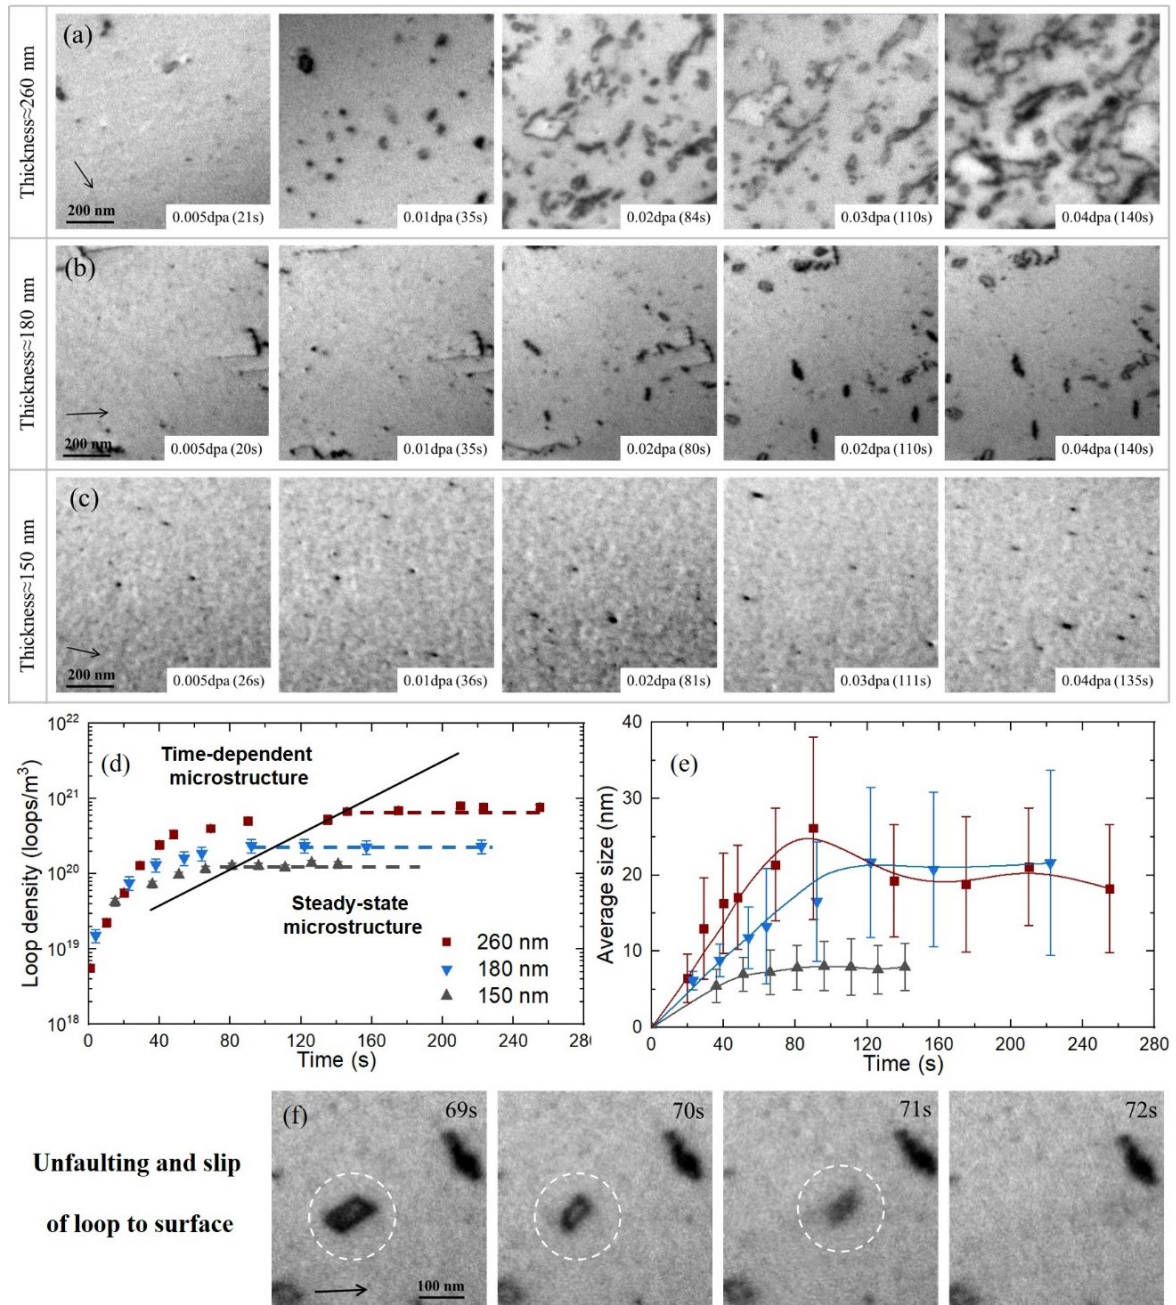 Thickness≈260 nm
(a)
200 nm
0.005dpa (21s)
0.01dpa (35s)
0.02dpa (84s)
0.03dpa (110s)
0.04dpa (140s)
Thickness≈180 nm
(b)
200 nm
0.005dpa (20s)
0.01dpa (35s)
0.02dpa (80s)
0.02dpa (110s)
0.04dpa (140s)
Thickness≈150 nm
(c)
200 nm
0.005dpa (26s)
0.01dpa (36s)
0.02dpa (81s)
0.03dpa (111s)
0.04dpa (135s)
(d)
Time-dependent
microstructure
Steady-state
microstructure
260 nm
180 nm
150 nm
Loop density (loops/m³)
10²²
10²¹
10²⁰
10¹⁹
10¹⁸
0 40 80 120 160 200 240 280
Time (s)
(e)
Average size (nm)
40
30
20
10
0
0 40 80 120 160 200 240 280
Time (s)
Unfaulting and slip
of loop to surface
(f)
69s
70s
71s
72s
100 nm